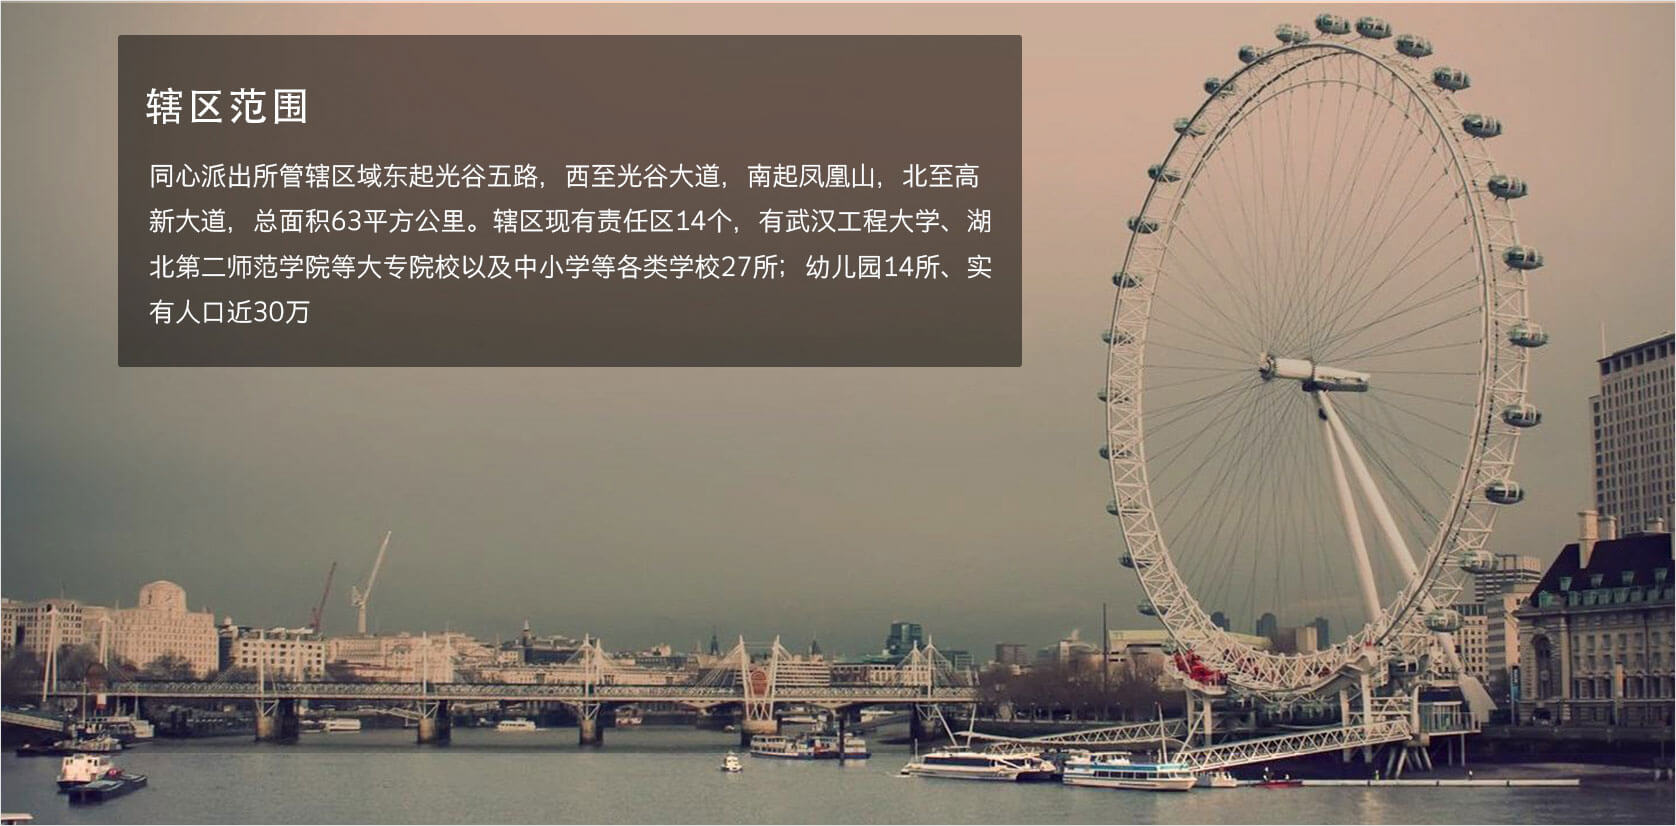 辖区范围
同心派出所管辖区域东起光谷五路，西至光谷大道，南起凤凰山，北至高
新大道，总面积63平方公里。辖区现有责任区14个，有武汉工程大学、湖
北第二师范学院等大专院校以及中小学等各类学校27所；幼儿园14所、实
有人口近30万